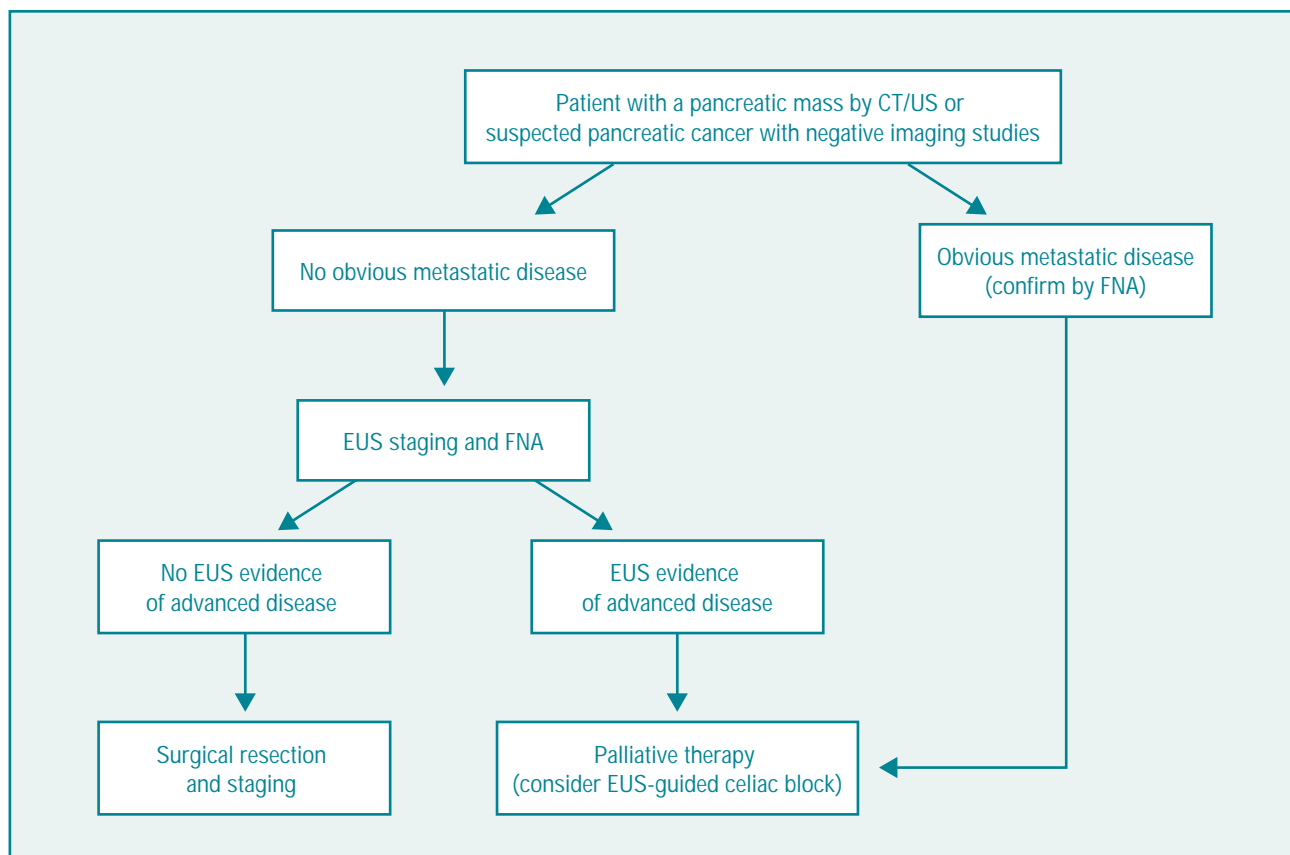 Patient with a pancreatic mass by CT/US or
suspected pancreatic cancer with negative imaging studies
No obvious metastatic disease
Obvious metastatic disease
(confirm by FNA)
EUS staging and FNA
No EUS evidence
of advanced disease
EUS evidence
of advanced disease
Surgical resection
and staging
Palliative therapy
(consider EUS-guided celiac block)